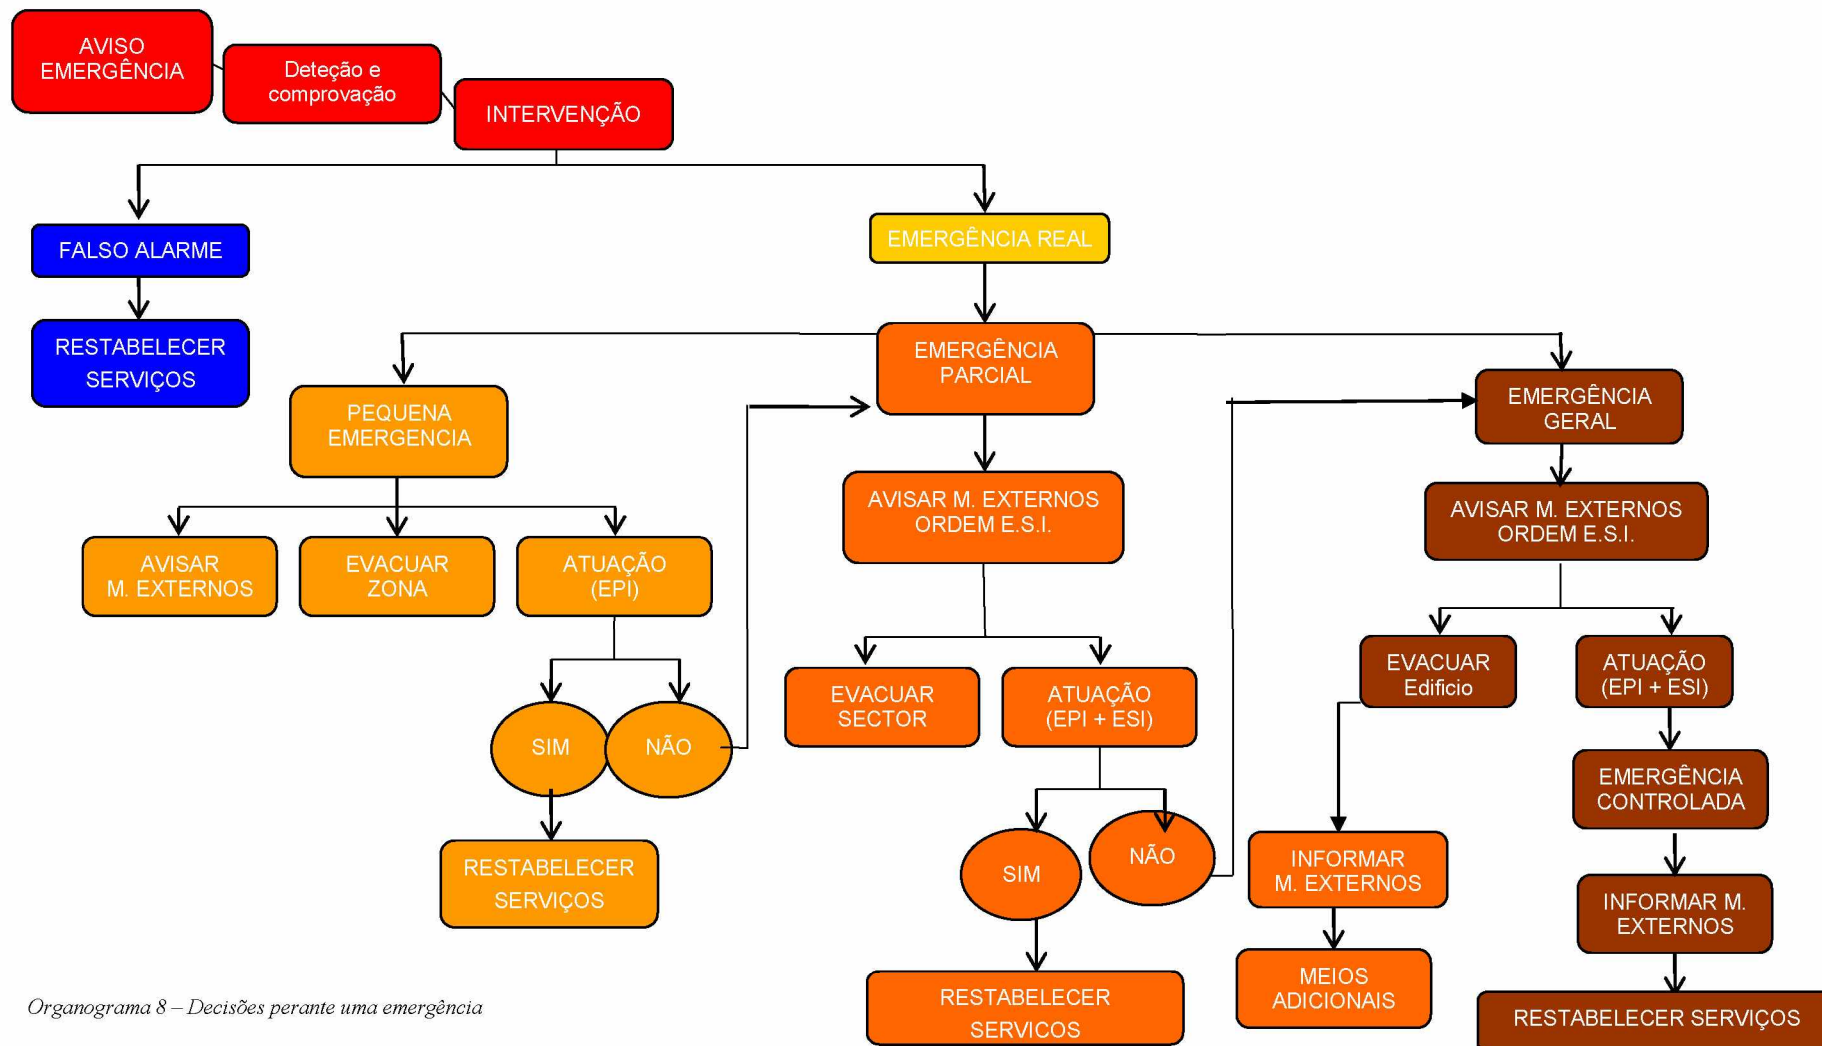 AVISO
EMERGÊNCIA
Deteção e
comprovação
INTERVENÇÃO
FALSO ALARME
EMERGÊNCIA REAL
RESTABELECER
SERVIÇOS
EMERGÊNCIA
PARCIAL
PEQUENA
EMERGENCIA
EMERGÊNCIA
GERAL
AVISAR M. EXTERNOS
ORDEM E.S.I.
AVISAR M. EXTERNOS
ORDEM E.S.I.
AVISAR
M. EXTERNOS
EVACUAR
ZONA
ATUAÇÃO
(EPI)
EVACUAR
SECTOR
ATUAÇÃO
(EPI + ESI)
EVACUAR
Edificio
ATUAÇÃO
(EPI + ESI)
SIM
NÃO
EMERGÊNCIA
CONTROLADA
RESTABELECER
SERVIÇOS
SIM
NÃO
INFORMAR
M. EXTERNOS
INFORMAR M.
EXTERNOS
RESTABELECER
SERVICOS
MEIOS
ADICIONAIS
RESTABELECER SERVIÇOS
Organograma 8 – Decisões perante uma emergência